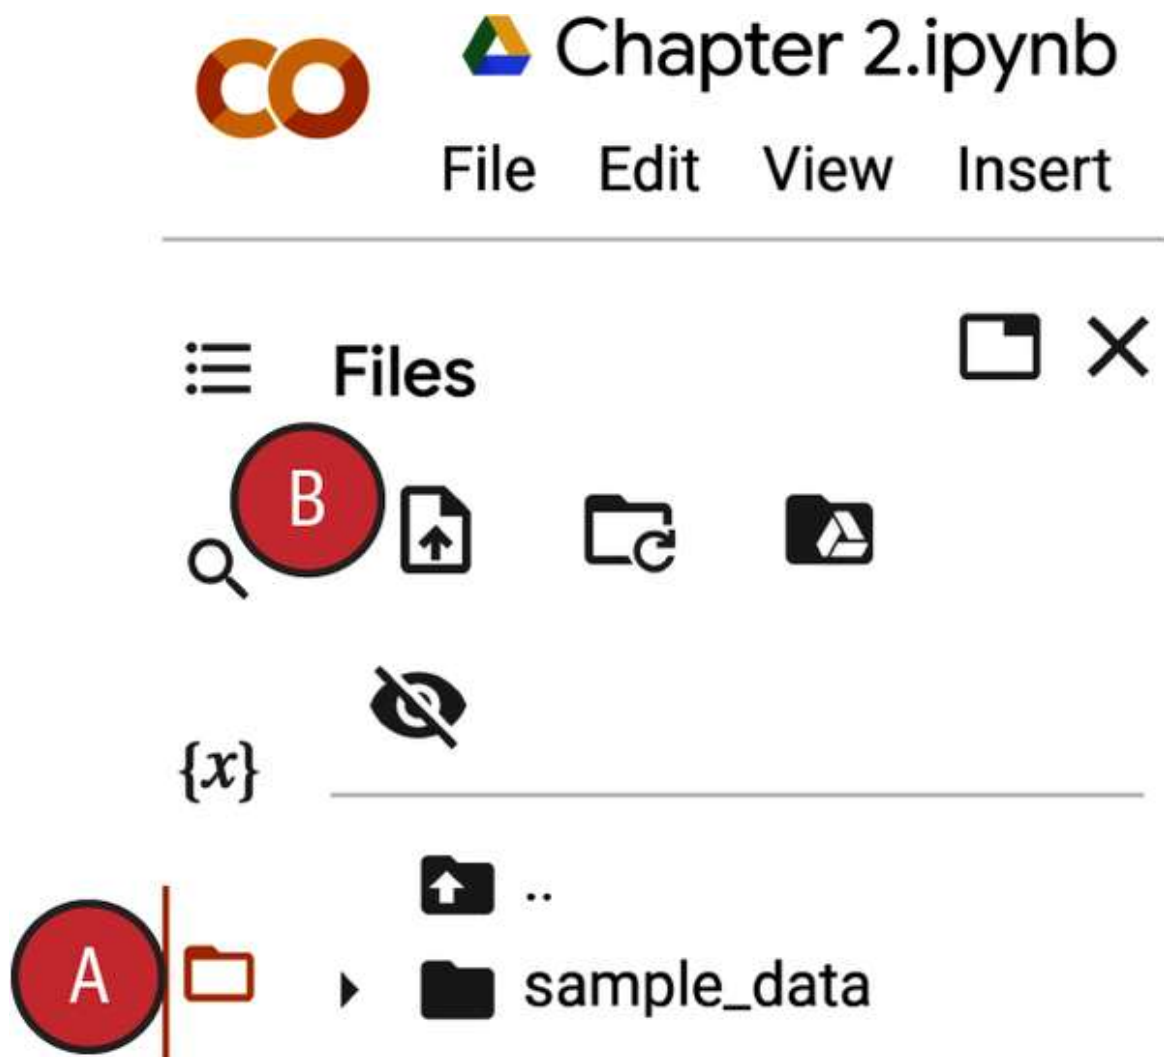 CO Chapter 2.ipynb
File Edit View Insert
Files
B
{x}
..
A
sample_data